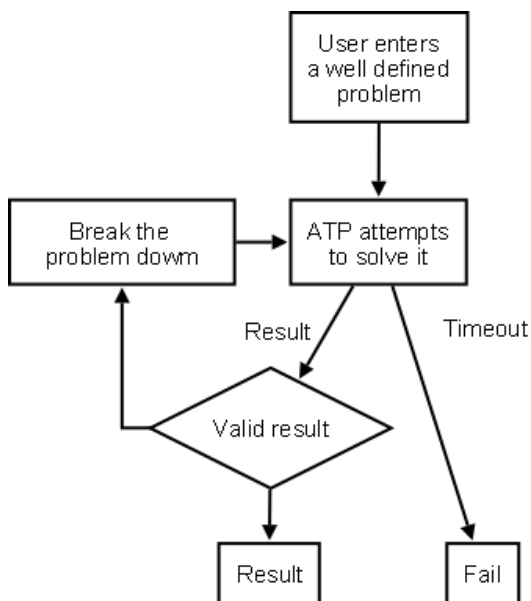 User enters
a well defined
problem
Break the
problem dowm
ATP attempts
to solve it
Result
Timeout
Valid result
Result
Fail